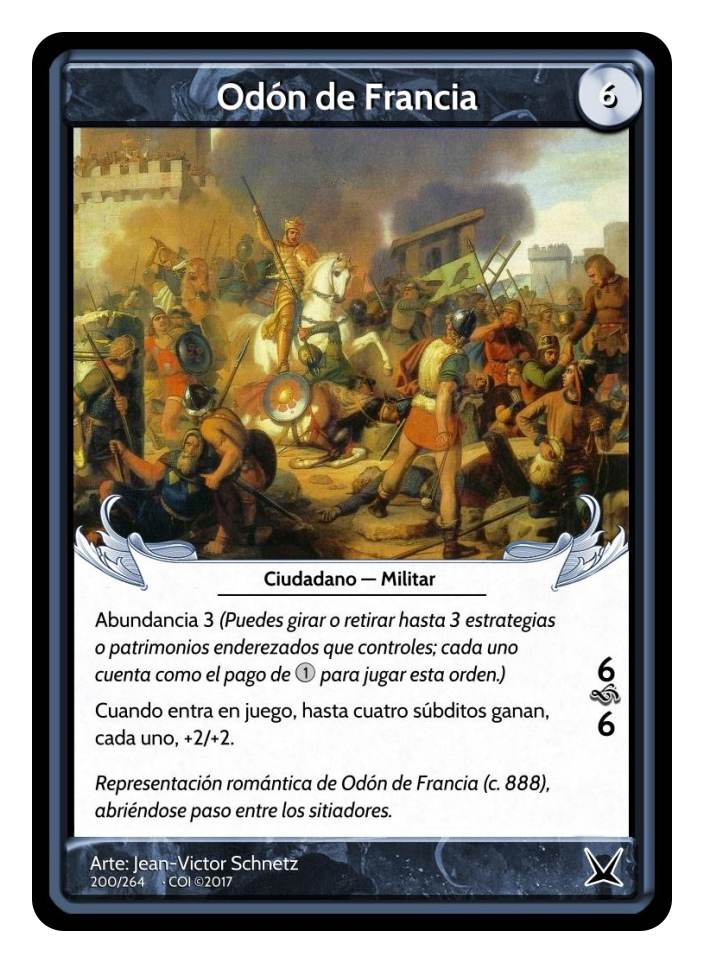 Odón de Francia
6
Ciudadano — Militar
Abundancia 3 (Puedes girar o retirar hasta 3 estrategias
o patrimonios enderezados que controles; cada uno
cuenta como el pago de 1 para jugar esta orden.)
Cuando entra en juego, hasta cuatro súbditos ganan,
cada uno, +2/+2.
6
6
Representación romántica de Odón de Francia (c. 888),
abriéndose paso entre los sitiadores.
Arte: Jean-Victor Schnetz
200/264 · COI ©2017